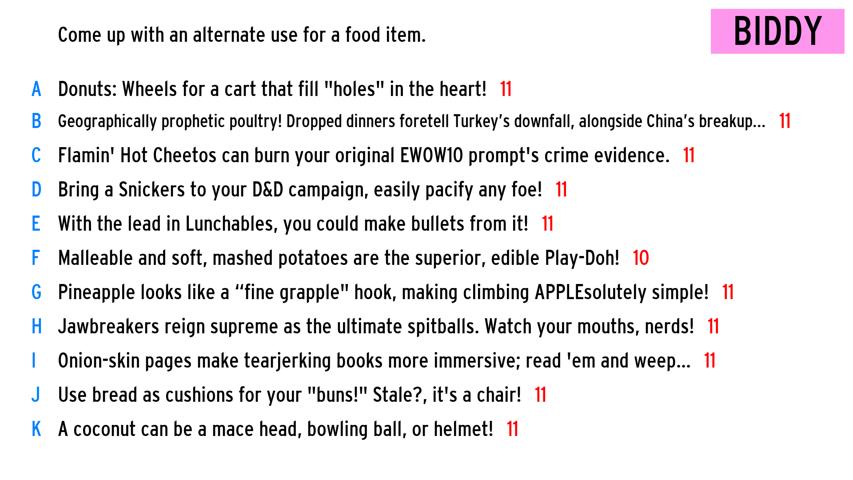 Come up with an alternate use for a food item.
BIDDY
A Donuts: Wheels for a cart that fill "holes" in the heart! 11
B Geographically prophetic poultry! Dropped dinners foretell Turkey's downfall, alongside China's breakup... 11
C Flamin' Hot Cheetos can burn your original EWOW10 prompt's crime evidence. 11
D Bring a Snickers to your D&D campaign, easily pacify any foe! 11
E With the lead in Lunchables, you could make bullets from it! 11
F Malleable and soft, mashed potatoes are the superior, edible Play-Doh! 10
G Pineapple looks like a “fine grapple" hook, making climbing APPLEsolutely simple! 11
H Jawbreakers reign supreme as the ultimate spitballs. Watch your mouths, nerds! 11
I Onion-skin pages make tearjerking books more immersive; read 'em and weep... 11
J Use bread as cushions for your "buns!" Stale?, it's a chair! 11
K A coconut can be a mace head, bowling ball, or helmet! 11